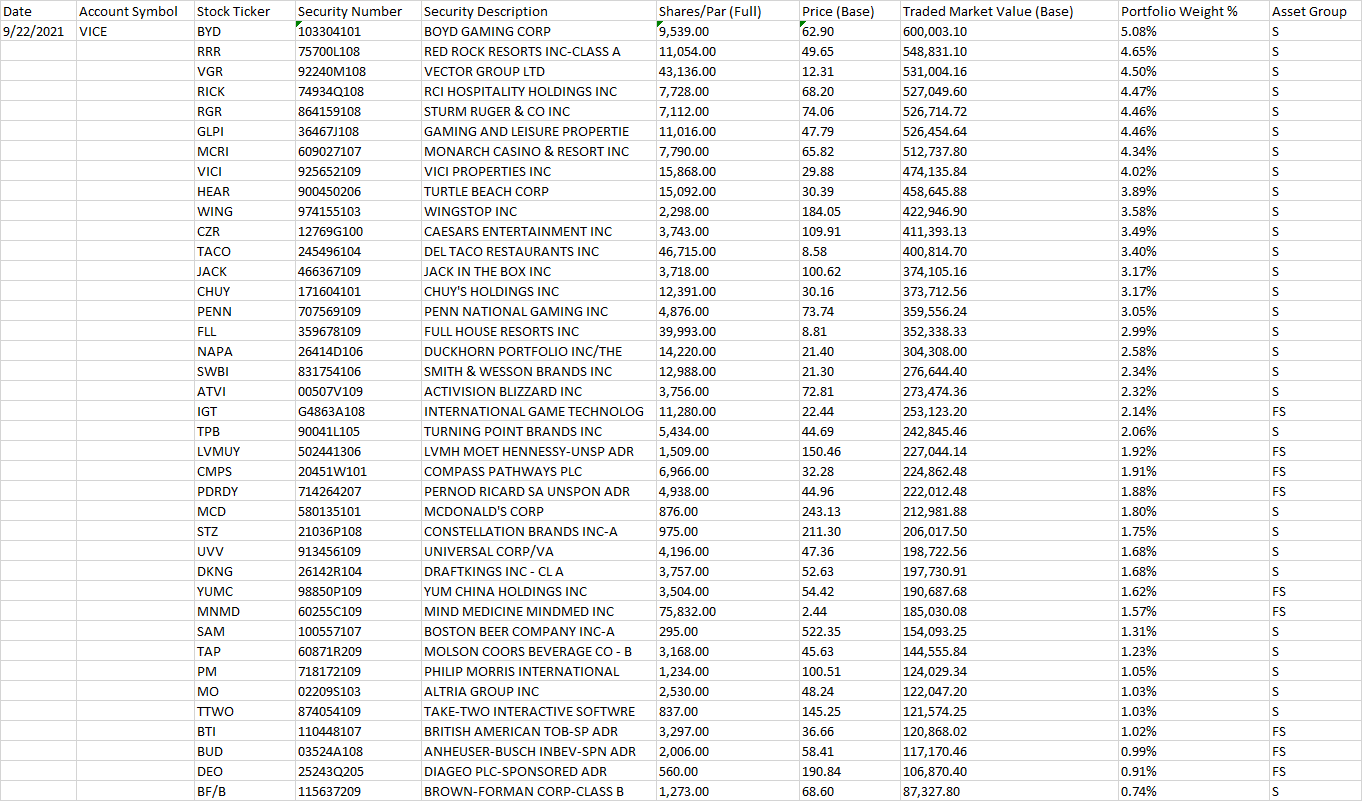 Date Account Symbol Stock Ticker Security Number Security Description Shares/Par (Full) Price (Base) Traded Market Value (Base) Portfolio Weight % Asset Group
9/22/2021 VICE BYD 103304101 BOYD GAMING CORP 9,539.00 62.90 600,003.10 5.08% S
RRR 75700L108 RED ROCK RESORTS INC-CLASS A 11,054.00 49.65 548,831.10 4.65% S
VGR 92240M108 VECTOR GROUP LTD 43,136.00 12.31 531,004.16 4.50% S
RICK 74934Q108 RCI HOSPITALITY HOLDINGS INC 7,728.00 68.20 527,049.60 4.47% S
RGR 864159108 STURM RUGER & CO INC 7,112.00 74.06 526,714.72 4.46% S
GLPI 36467J108 GAMING AND LEISURE PROPERTIE 11,016.00 47.79 526,454.64 4.46% S
MCRI 609027107 MONARCH CASINO & RESORT INC 7,790.00 65.82 512,737.80 4.34% S
VICI 925652109 VICI PROPERTIES INC 15,868.00 29.88 474,135.84 4.02% S
HEAR 900450206 TURTLE BEACH CORP 15,092.00 30.39 458,645.88 3.89% S
WING 974155103 WINGSTOP INC 2,298.00 184.05 422,946.90 3.58% S
CZR 12769G100 CAESARS ENTERTAINMENT INC 3,743.00 109.91 411,393.13 3.49% S
TACO 245496104 DEL TACO RESTAURANTS INC 46,715.00 8.58 400,814.70 3.40% S
JACK 466367109 JACK IN THE BOX INC 3,718.00 100.62 374,105.16 3.17% S
CHUY 171604101 CHUY'S HOLDINGS INC 12,391.00 30.16 373,712.56 3.17% S
PENN 707569109 PENN NATIONAL GAMING INC 4,876.00 73.74 359,556.24 3.05% S
FLL 359678109 FULL HOUSE RESORTS INC 39,993.00 8.81 352,338.33 2.99% S
NAPA 26414D106 DUCKHORN PORTFOLIO INC/THE 14,220.00 21.40 304,308.00 2.58% S
SWBI 831754106 SMITH & WESSON BRANDS INC 12,988.00 21.30 276,644.40 2.34% S
ATVI 00507V109 ACTIVISION BLIZZARD INC 3,756.00 72.81 273,474.36 2.32% S
IGT G4863A108 INTERNATIONAL GAME TECHNOLOG 11,280.00 22.44 253,123.20 2.14% FS
TPB 90041L105 TURNING POINT BRANDS INC 5,434.00 44.69 242,845.46 2.06% S
LVMUY 502441306 LVMH MOET HENNESSY-UNSP ADR 1,509.00 150.46 227,044.14 1.92% FS
CMPS 20451W101 COMPASS PATHWAYS PLC 6,966.00 32.28 224,862.48 1.91% FS
PDRDY 714264207 PERNOD RICARD SA UNSPON ADR 4,938.00 44.96 222,012.48 1.88% FS
MCD 580135101 MCDONALD'S CORP 876.00 243.13 212,981.88 1.80% S
STZ 21036P108 CONSTELLATION BRANDS INC-A 975.00 211.30 206,017.50 1.75% S
UVV 913456109 UNIVERSAL CORP/VA 4,196.00 47.36 198,722.56 1.68% S
DKNG 26142R104 DRAFTKINGS INC - CL A 3,757.00 52.63 197,730.91 1.68% S
YUMC 98850P109 YUM CHINA HOLDINGS INC 3,504.00 54.42 190,687.68 1.62% FS
MNMD 60255C109 MIND MEDICINE MINDMED INC 75,832.00 2.44 185,030.08 1.57% FS
SAM 100557107 BOSTON BEER COMPANY INC-A 295.00 522.35 154,093.25 1.31% S
TAP 60871R209 MOLSON COORS BEVERAGE CO - B 3,168.00 45.63 144,555.84 1.23% S
PM 718172109 PHILIP MORRIS INTERNATIONAL 1,234.00 100.51 124,029.34 1.05% S
MO 02209S103 ALTRIA GROUP INC 2,530.00 48.24 122,047.20 1.03% S
TTWO 874054109 TAKE-TWO INTERACTIVE SOFTWRE 837.00 145.25 121,574.25 1.03% S
BTI 110448107 BRITISH AMERICAN TOB-SP ADR 3,297.00 36.66 120,868.02 1.02% FS
BUD 03524A108 ANHEUSER-BUSCH INBEV-SPN ADR 2,006.00 58.41 117,170.46 0.99% FS
DEO 25243Q205 DIAGEO PLC-SPONSORED ADR 560.00 190.84 106,870.40 0.91% FS
BF/B 115637209 BROWN-FORMAN CORP-CLASS B 1,273.00 68.60 87,327.80 0.74% S